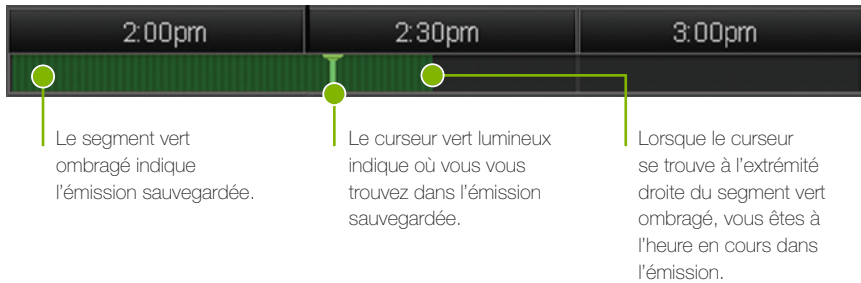 2:00pm 2:30pm 3:00pm
Le segment vert
ombragé indique
l'émission sauvegardée.
Le curseur vert lumineux
indique où vous vous
trouvez dans l'émission
sauvegardée.
Lorsque le curseur
se trouve à l'extrémité
droite du segment vert
ombragé, vous êtes à
l'heure en cours dans
l'émission.